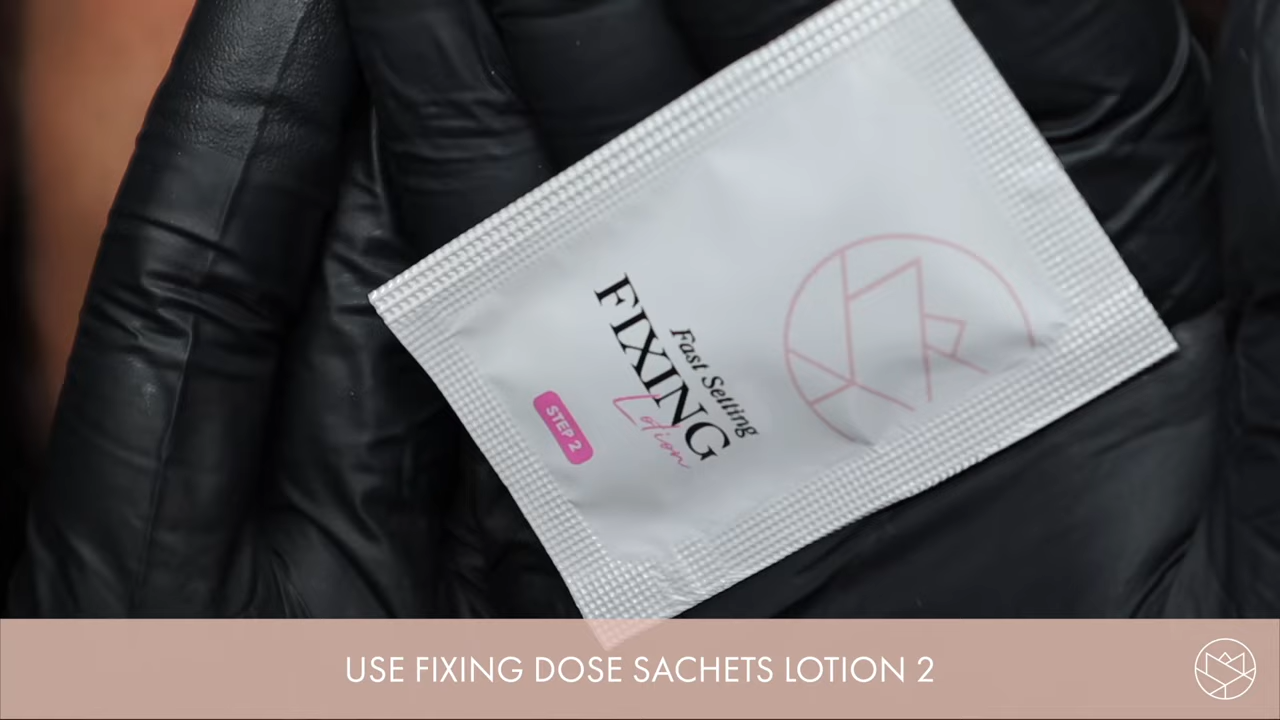 Fast Setting
FIXING
Lotion
STEP 2
USE FIXING DOSE SACHETS LOTION 2